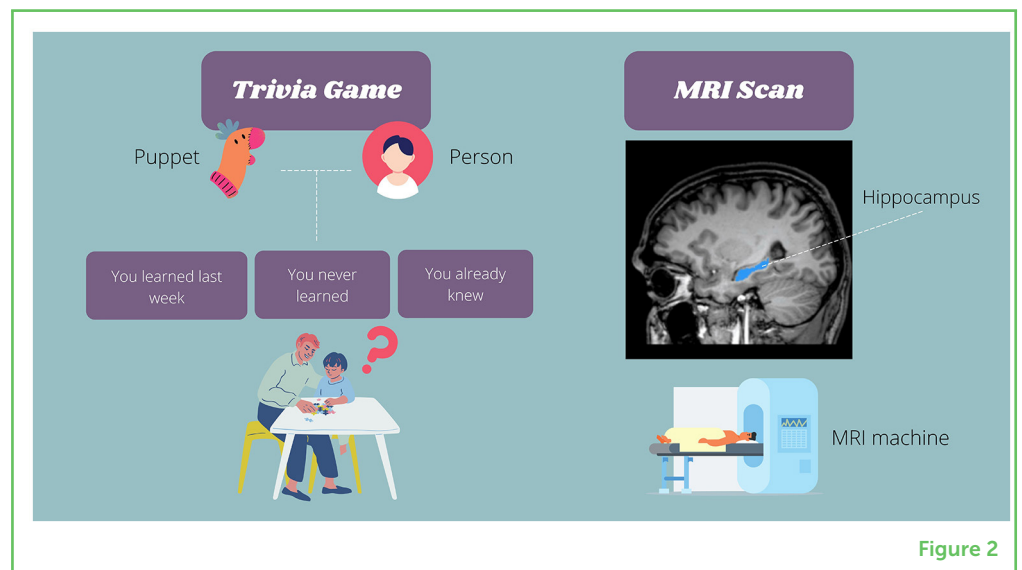 Trivia Game
MRI Scan
Puppet
Person
Hippocampus
You learned last
week
You never
learned
You already
knew
MRI machine
Figure 2